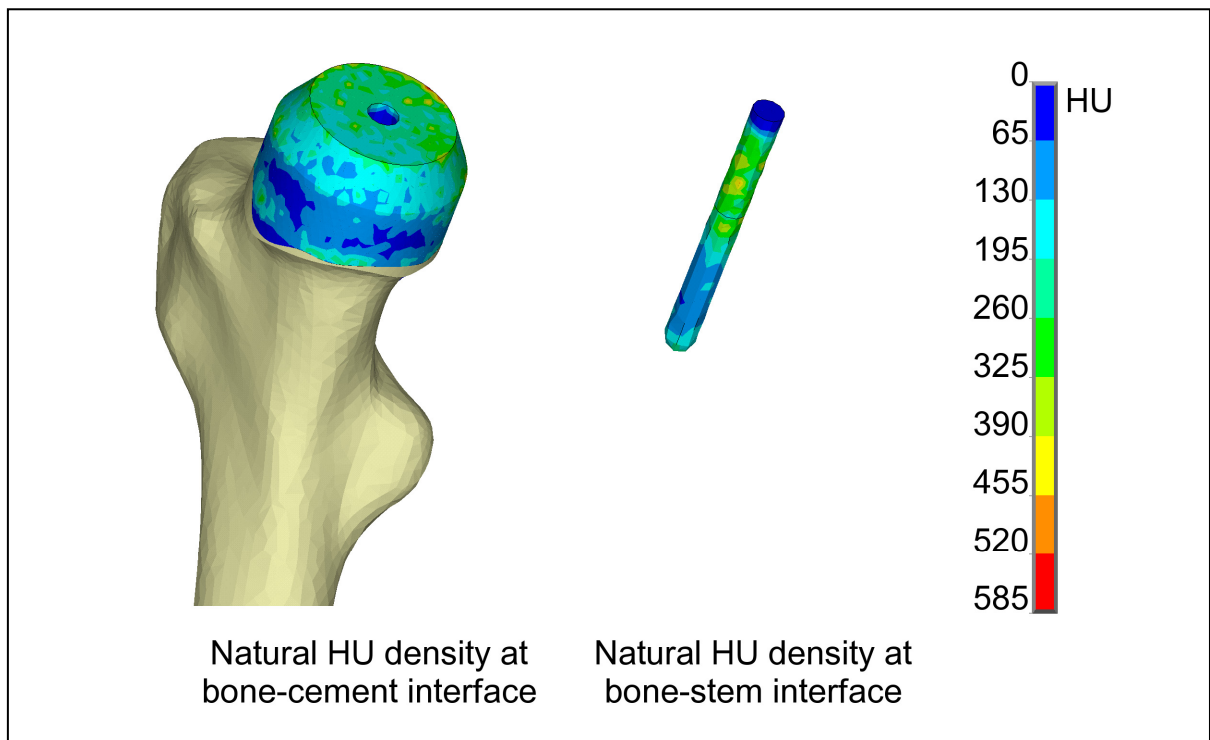 0
HU
65
130
195
260
325
390
455
520
585
Natural HU density at
bone-cement interface
Natural HU density at
bone-stem interface